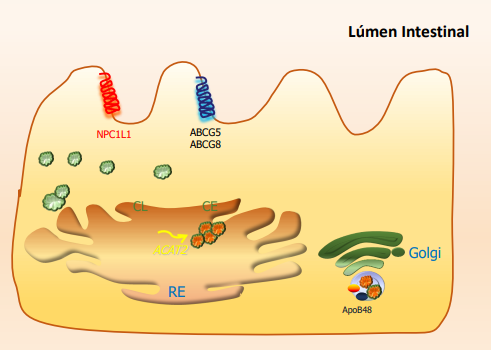 Lúmen Intestinal
NPC1L1
ABCG5
ABCG8
CL
CE
ACAT2
RE
Golgi
ApoB48